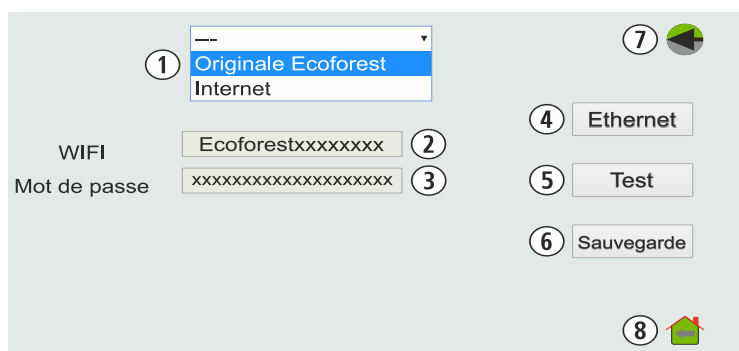 ---
① Originale Ecoforest
Internet
WIFI Ecoforestxxxxxxxx ②
Mot de passe xxxxxxxxxxxxxxxxxxxx ③
⑦
④ Ethernet
⑤ Test
⑥ Sauvegarde
⑧